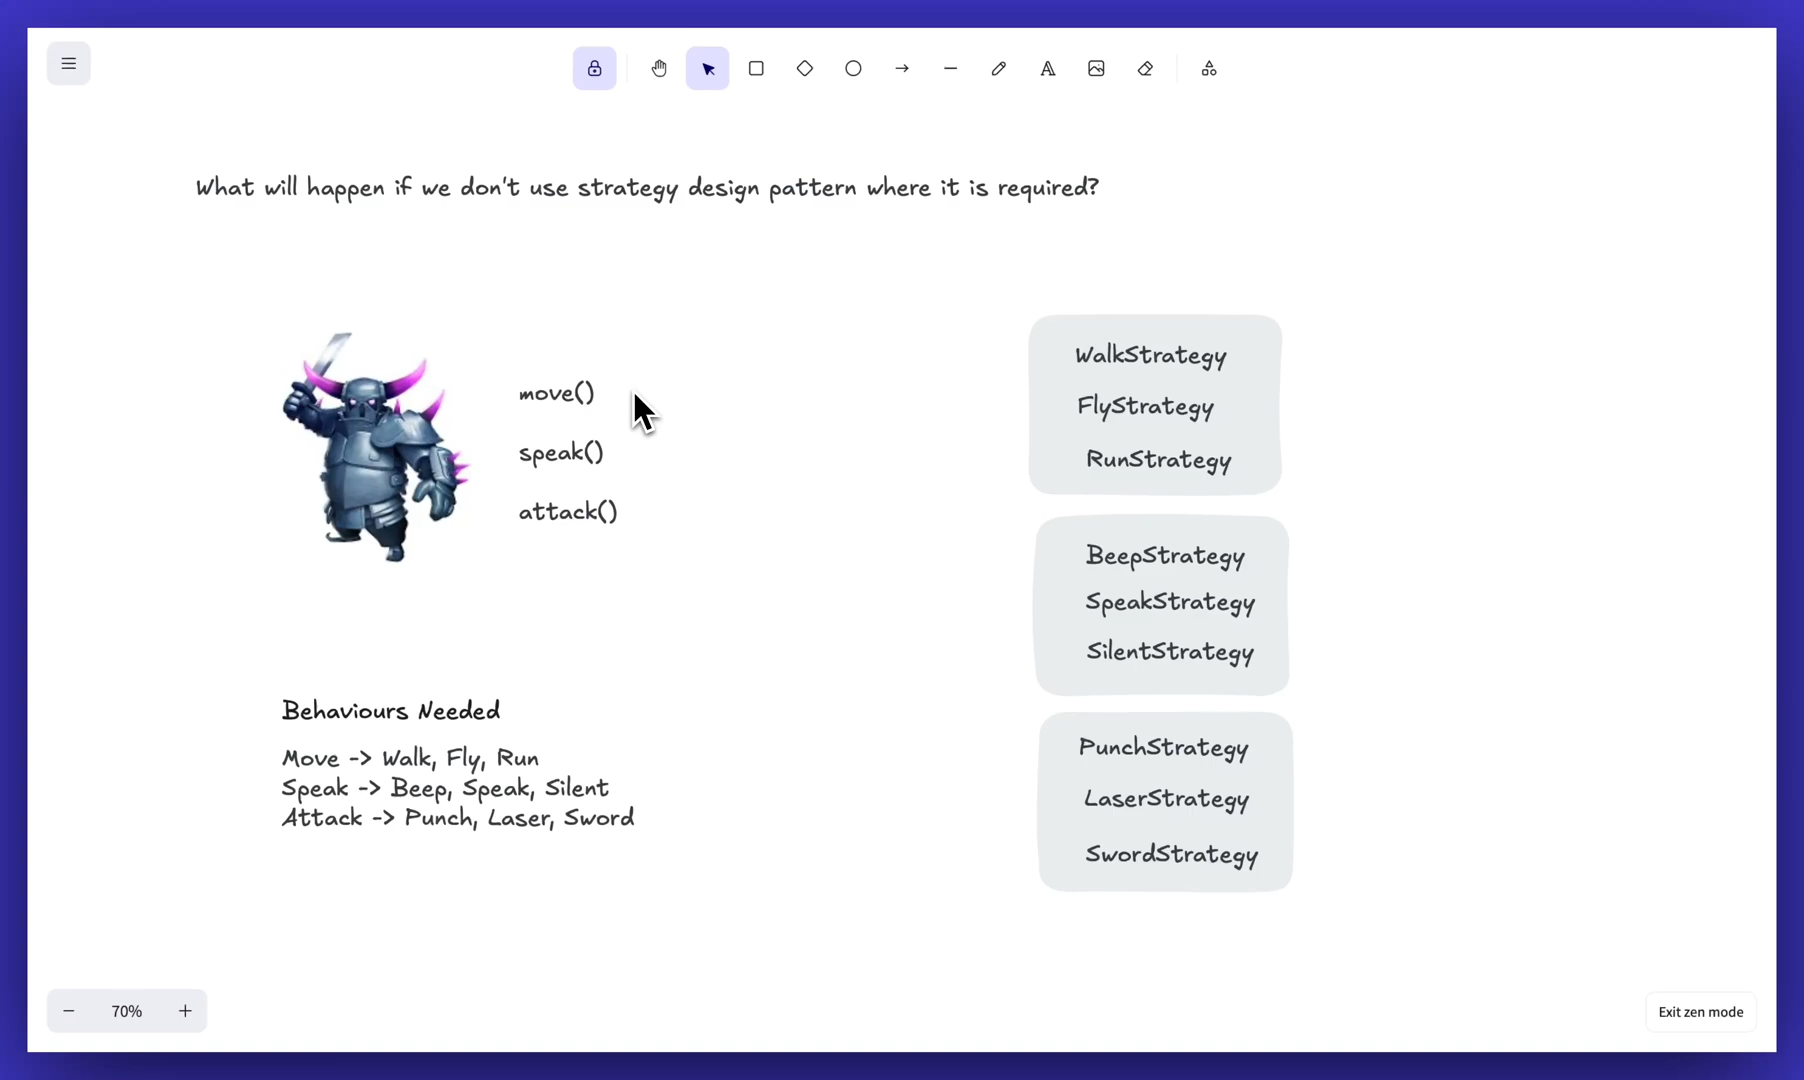 What will happen if we don't use strategy design pattern where it is required?
move()
speak()
attack()
WalkStrategy
FlyStrategy
RunStrategy
BeepStrategy
SpeakStrategy
SilentStrategy
PunchStrategy
LaserStrategy
SwordStrategy
Behaviours Needed
Move -> Walk, Fly, Run
Speak -> Beep, Speak, Silent
Attack -> Punch, Laser, Sword
70%
Exit zen mode